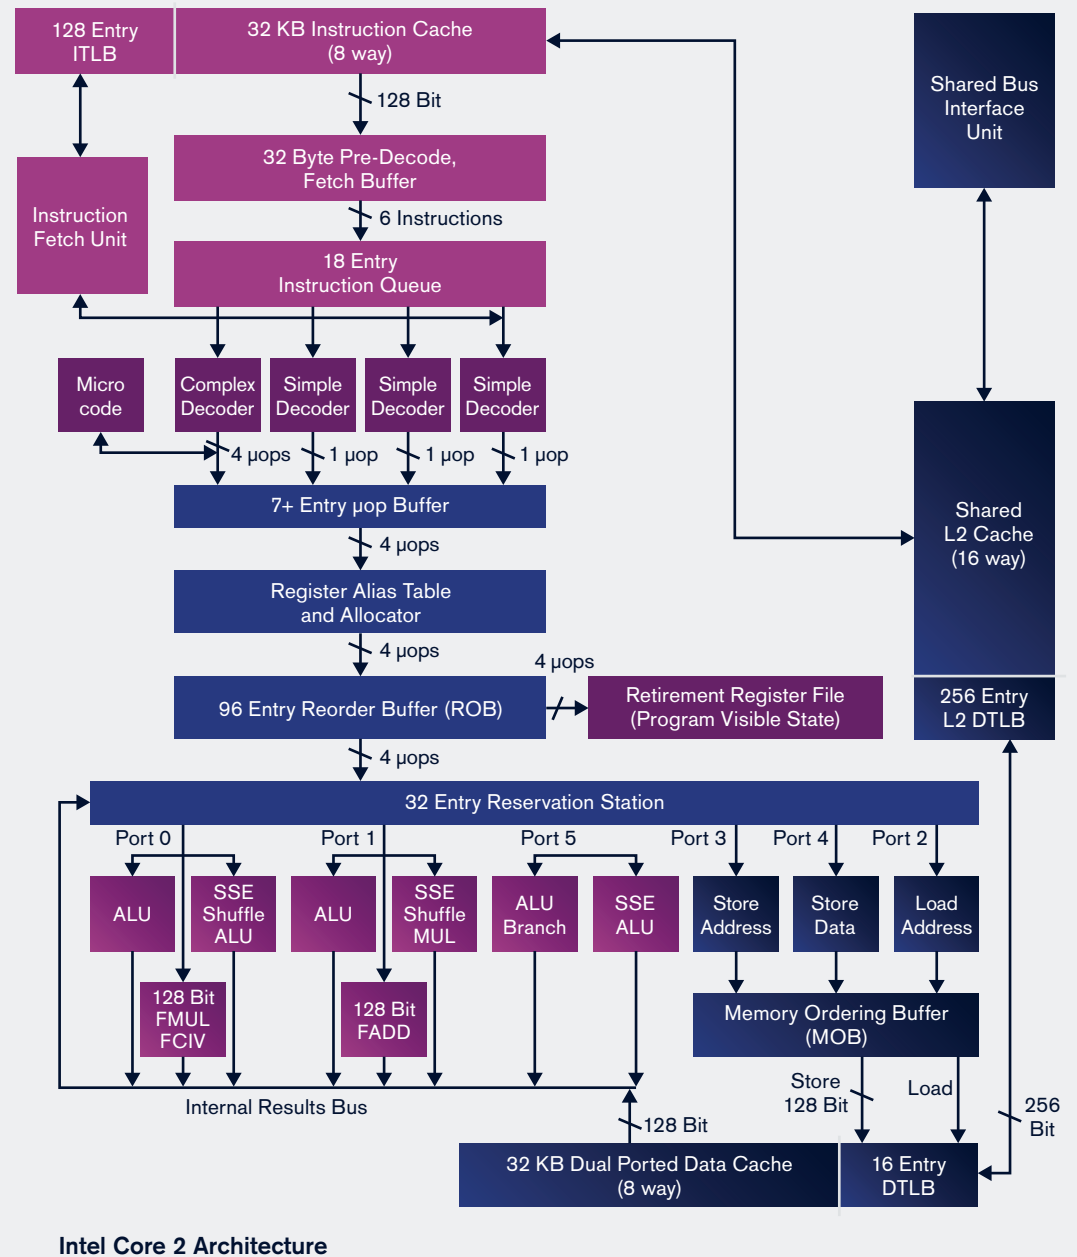 128 Entry
ITLB
32 KB Instruction Cache
(8 way)
Shared Bus
Interface
Unit
128 Bit
32 Byte Pre-Decode,
Fetch Buffer
Instruction
Fetch Unit
6 Instructions
18 Entry
Instruction Queue
Micro
code
Complex
Decoder
Simple
Decoder
Simple
Decoder
Simple
Decoder
4 µops
1 µop
1 µop
1 µop
7+ Entry µop Buffer
Shared
L2 Cache
(16 way)
4 µops
Register Alias Table
and Allocator
4 µops
4 µops
96 Entry Reorder Buffer (ROB)
Retirement Register File
(Program Visible State)
256 Entry
L2 DTLB
4 µops
32 Entry Reservation Station
Port 0
Port 1
Port 5
Port 3
Port 4
Port 2
ALU
SSE
Shuffle
ALU
ALU
SSE
Shuffle
MUL
ALU
Branch
SSE
ALU
Store
Address
Store
Data
Load
Address
128 Bit
FMUL
FCIV
128 Bit
FADD
Memory Ordering Buffer
(MOB)
Internal Results Bus
Store
128 Bit
Load
256
Bit
128 Bit
32 KB Dual Ported Data Cache
(8 way)
16 Entry
DTLB
Intel Core 2 Architecture